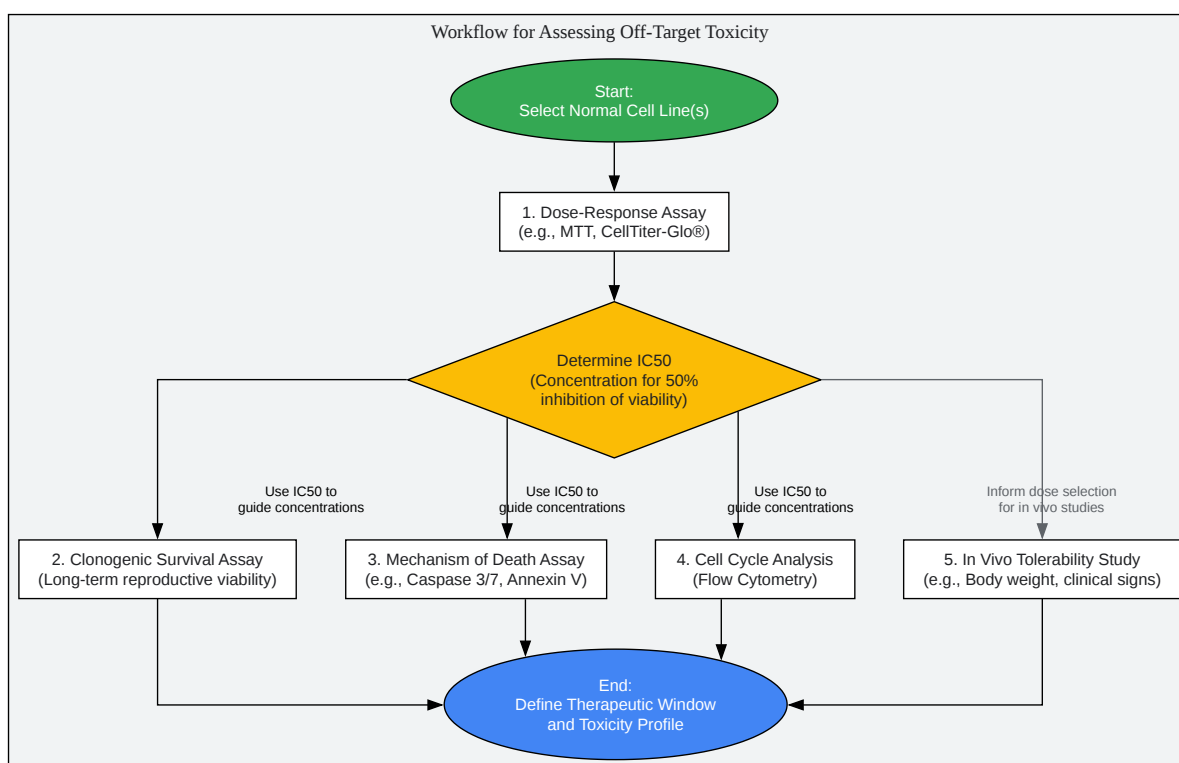 Workflow for Assessing Off-Target Toxicity
Start:
Select Normal Cell Line(s)
1. Dose-Response Assay
(e.g., MTT, CellTiter-Glo®)
Determine IC50
(Concentration for 50%
inhibition of viability)
Use IC50 to
guide concentrations
Use IC50 to
guide concentrations
Use IC50 to
guide concentrations
Inform dose selection
for in vivo studies
2. Clonogenic Survival Assay
(Long-term reproductive viability)
3. Mechanism of Death Assay
(e.g., Caspase 3/7, Annexin V)
4. Cell Cycle Analysis
(Flow Cytometry)
5. In Vivo Tolerability Study
(e.g., Body weight, clinical signs)
End:
Define Therapeutic Window
and Toxicity Profile